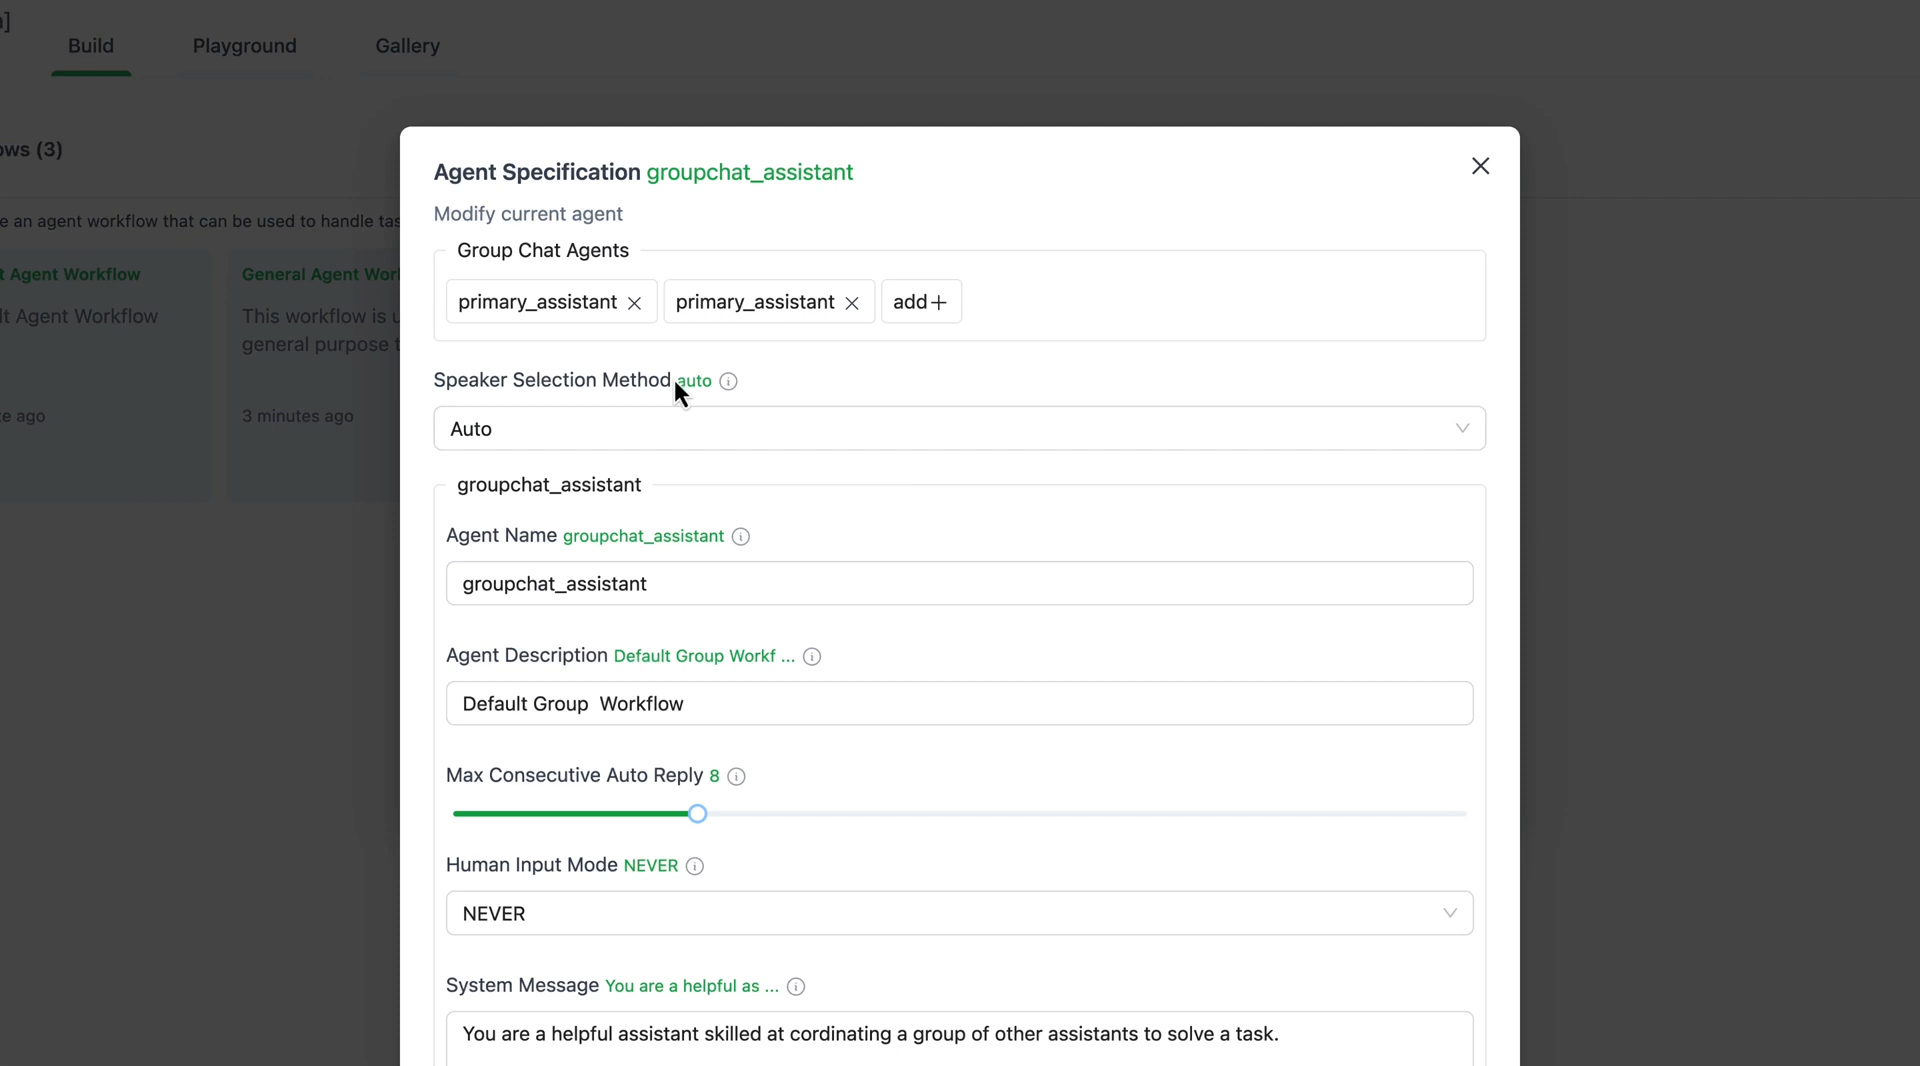 ]
Build Playground Gallery
ows (3)
Agent Specification groupchat_assistant
Modify current agent
e an agent workflow that can be used to handle tas
Group Chat Agents
t Agent Workflow
General Agent Wor
primary_assistant primary_assistant add+
lt Agent Workflow
This workflow is u
general purpose t
Speaker Selection Method auto
te ago
3 minutes ago
Auto
groupchat_assistant
Agent Name groupchat_assistant
groupchat_assistant
Agent Description Default Group Workf ...
Default Group  Workflow
Max Consecutive Auto Reply 8
Human Input Mode NEVER
NEVER
System Message You are a helpful as ...
You are a helpful assistant skilled at cordinating a group of other assistants to solve a task.